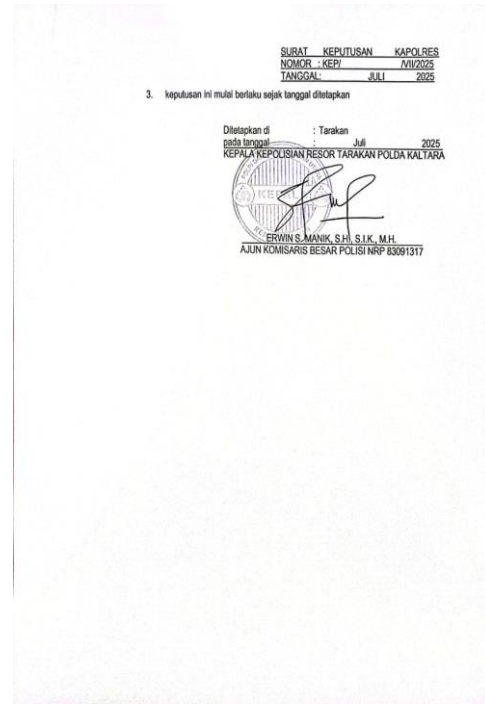 SURAT KEPUTUSAN KAPOLRES
NOMOR : KEP/ /VII/2025
TANGGAL: JULI 2025
3. keputusan ini mulai berlaku sejak tanggal ditetapkan
Ditetapkan di : Tarakan
pada tanggal : Juli 2025
KEPALA KEPOLISIAN RESOR TARAKAN POLDA KALTARA
ERWIN S. MANIK, S.H., S.I.K., M.H.
AJUN KOMISARIS BESAR POLISI NRP 83091317